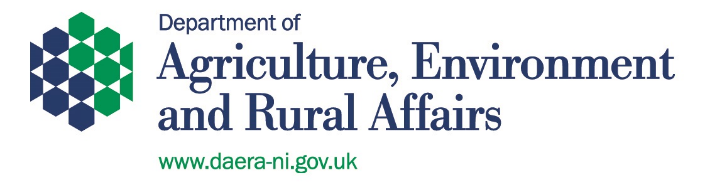 Department of
Agriculture, Environment
and Rural Affairs
www.daera-ni.gov.uk